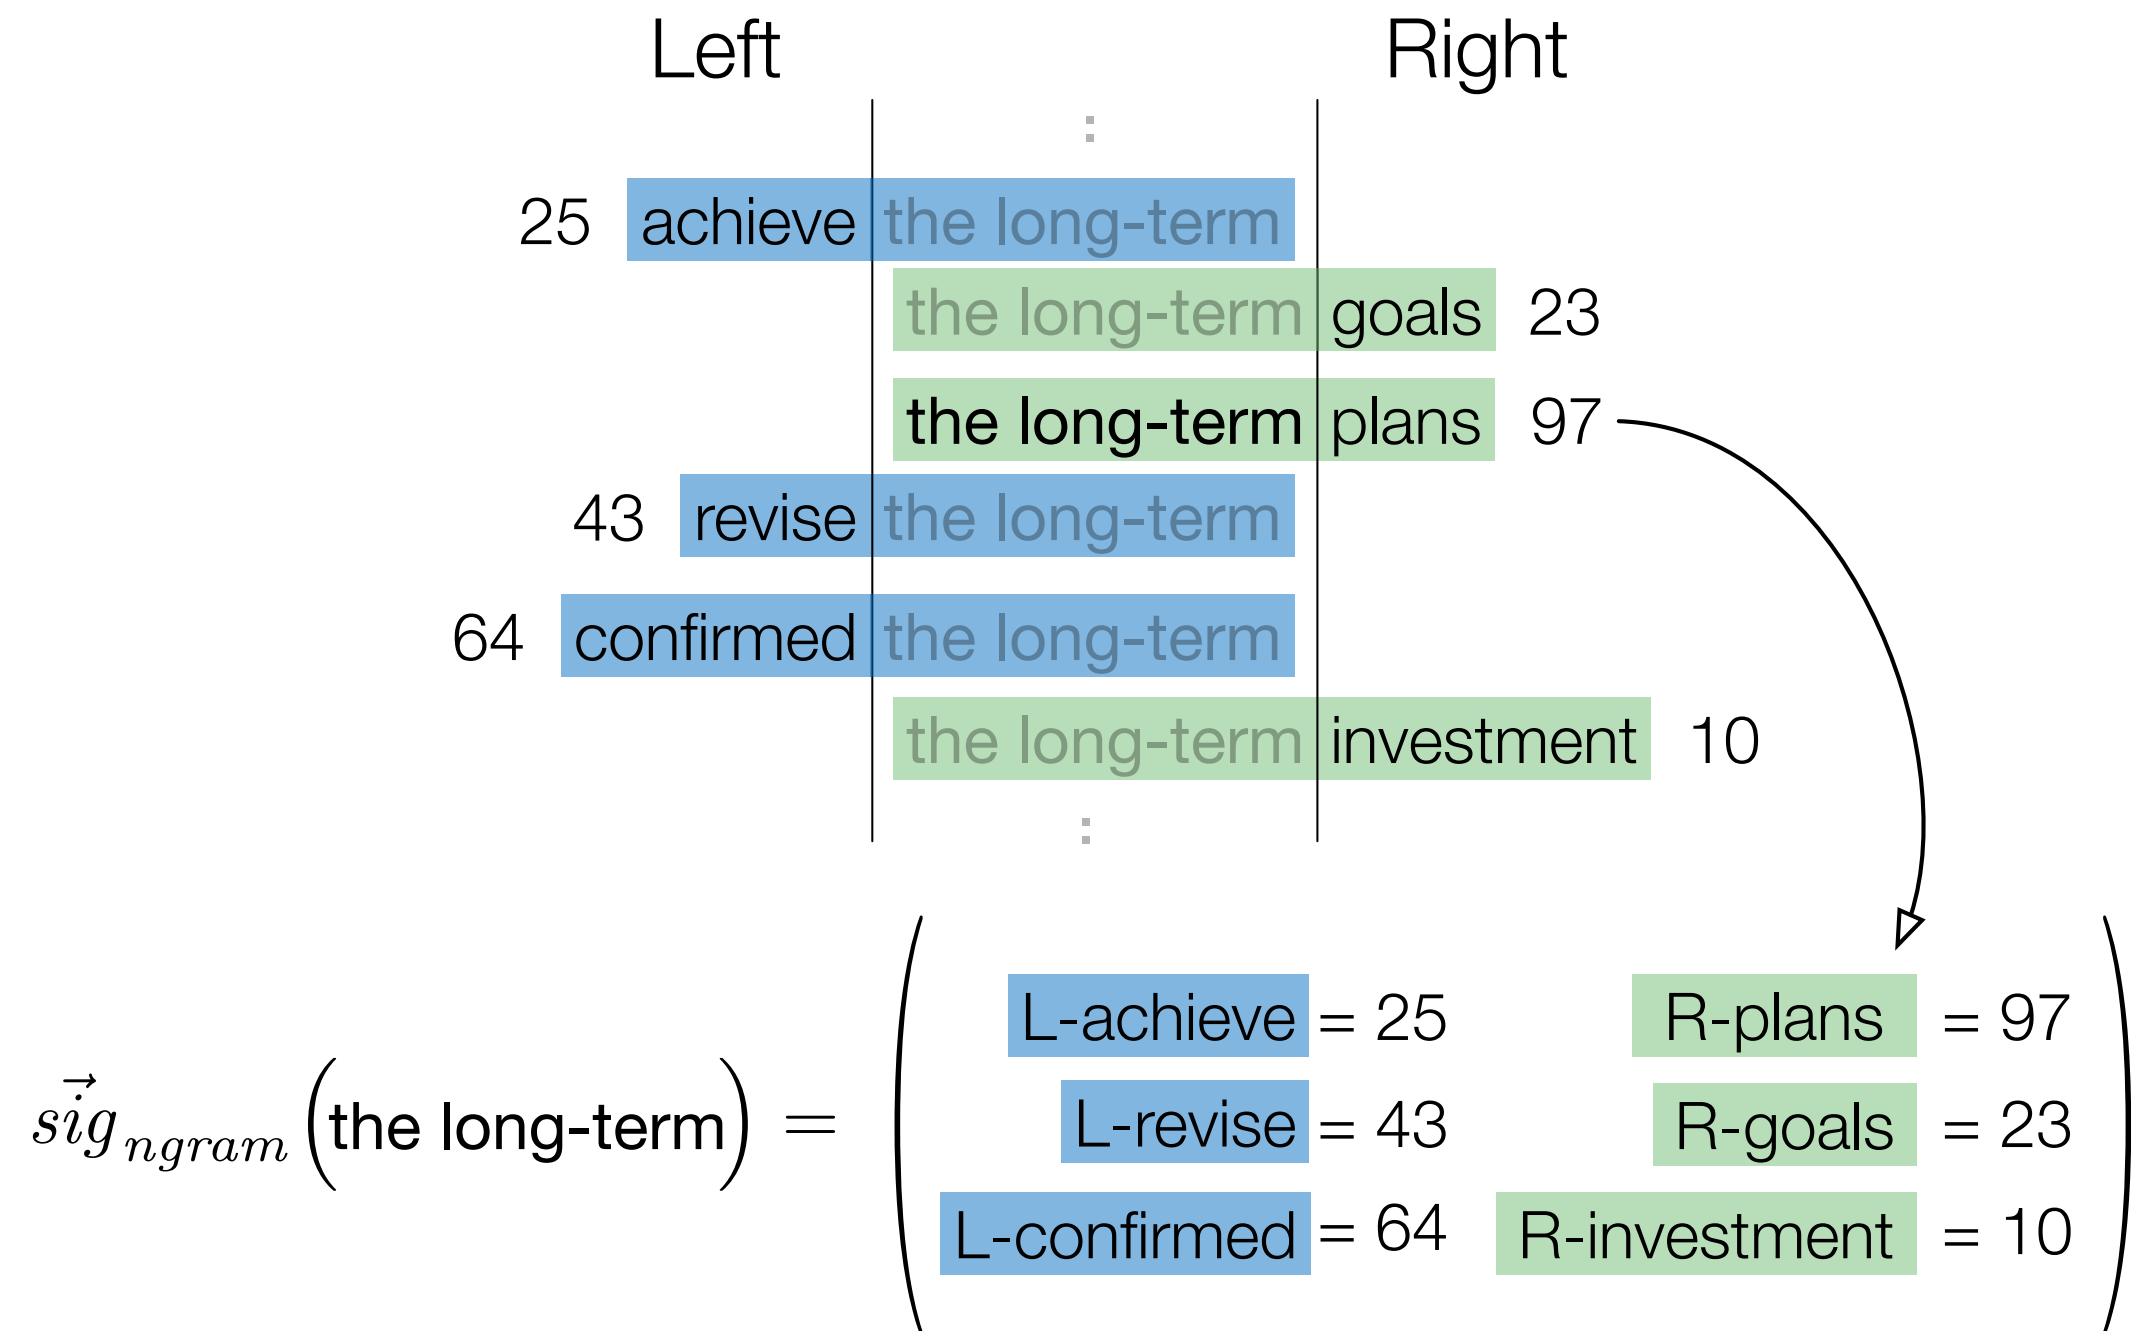 Left Right
:
25 achieve the long-term
the long-term goals 23
the long-term plans 97
43 revise the long-term
64 confirmed the long-term
the long-term investment 10
:
L-achieve = 25 R-plans = 97
sig ngram (the long-term) = L-revise = 43 R-goals = 23
L-confirmed = 64 R-investment = 10